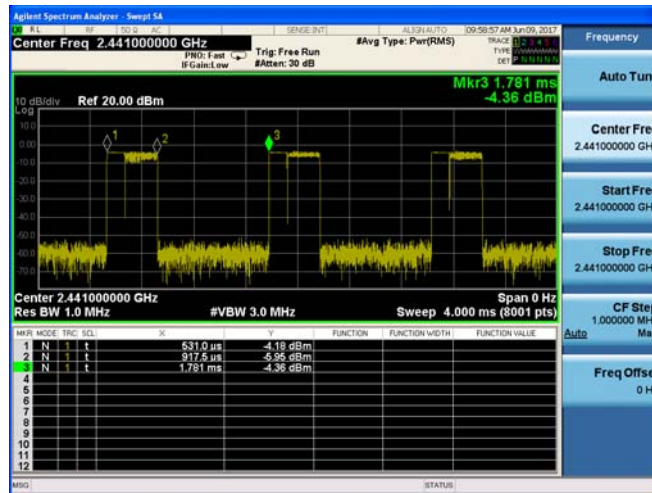 Agilent Spectrum Analyzer - Swept SA
RL RF 50 Ω AC SENSE:INT ALIGN AUTO 09:58:57 AM Jun 09, 2017
Center Freq 2.441000000 GHz
PNO: Fast
IFGain:Low
Trig: Free Run
#Atten: 30 dB
#Avg Type: Pwr(RMS)
TRACE 1 2 3 4 5 6
TYPE
DET P N N N N N
Mkr3 1.781 ms
-4.36 dBm
10 dB/div Ref 20.00 dBm
Log
10.0
0.00
-10.0
-20.0
-30.0
-40.0
-50.0
-60.0
-70.0
1
2
3
Center 2.441000000 GHz
Res BW 1.0 MHz
#VBW 3.0 MHz
Span 0 Hz
Sweep 4.000 ms (8001 pts)
MKR MODE TRC SCL X Y FUNCTION FUNCTION WIDTH FUNCTION VALUE
1 N 1 t 531.0 µs -4.18 dBm
2 N 1 t 917.5 µs -5.95 dBm
3 N 1 t 1.781 ms -4.36 dBm
4
5
6
7
8
9
10
11
12
MSG STATUS
Frequency
Auto Tun
Center Fre
2.441000000 GH
Start Fre
2.441000000 GH
Stop Fre
2.441000000 GH
CF Ste
1.000000 MH
Auto Ma
Freq Offse
0 H